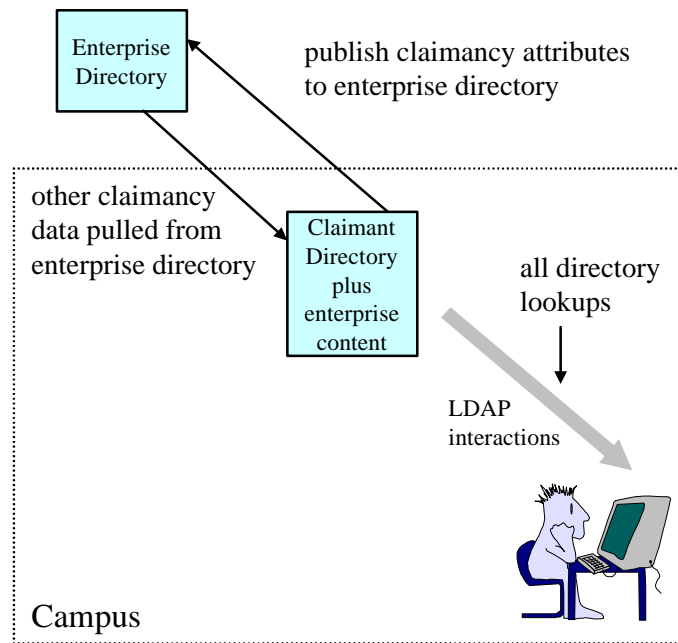 Enterprise
Directory
publish claimancy attributes
to enterprise directory
other claimancy
data pulled from
enterprise directory
Claimant
Directory
plus
enterprise
content
all directory
lookups
LDAP
interactions
Campus